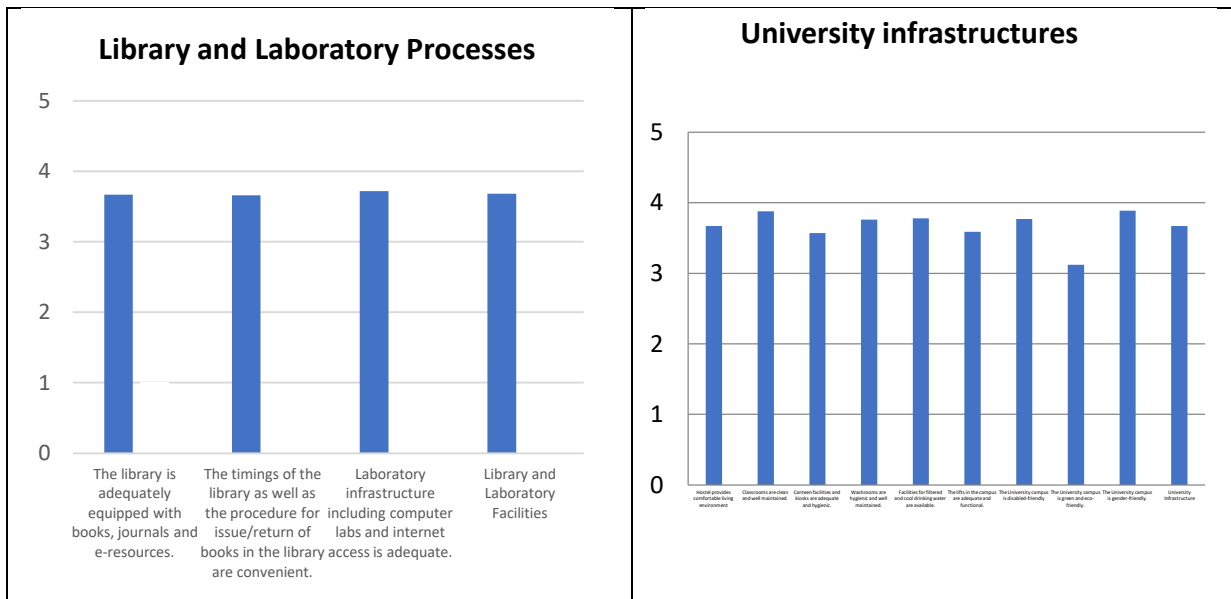 Library and Laboratory Processes
5
4
3
2
1
0
The library is
adequately
equipped with
books, journals and
e-resources.
The timings of the
library as well as
the procedure for
issue/return of
books in the library
are convenient.
Laboratory
infrastructure
including computer
labs and internet
access is adequate.
Library and
Laboratory
Facilities
University infrastructures
5
4
3
2
1
0
Hostel provides
comfortable living
environment
Classrooms are clean
and well maintained.
Canteen facilities and
kiosks are adequate
and hygienic.
Washrooms are
hygienic and well
maintained.
Facilities for filtered
and cool drinking water
are available.
The lifts in the campus
are adequate and
functional.
The University campus
is disabled-friendly
The University campus
is green and eco-
friendly.
The University campus
is gender-friendly.
University
Infrastructure